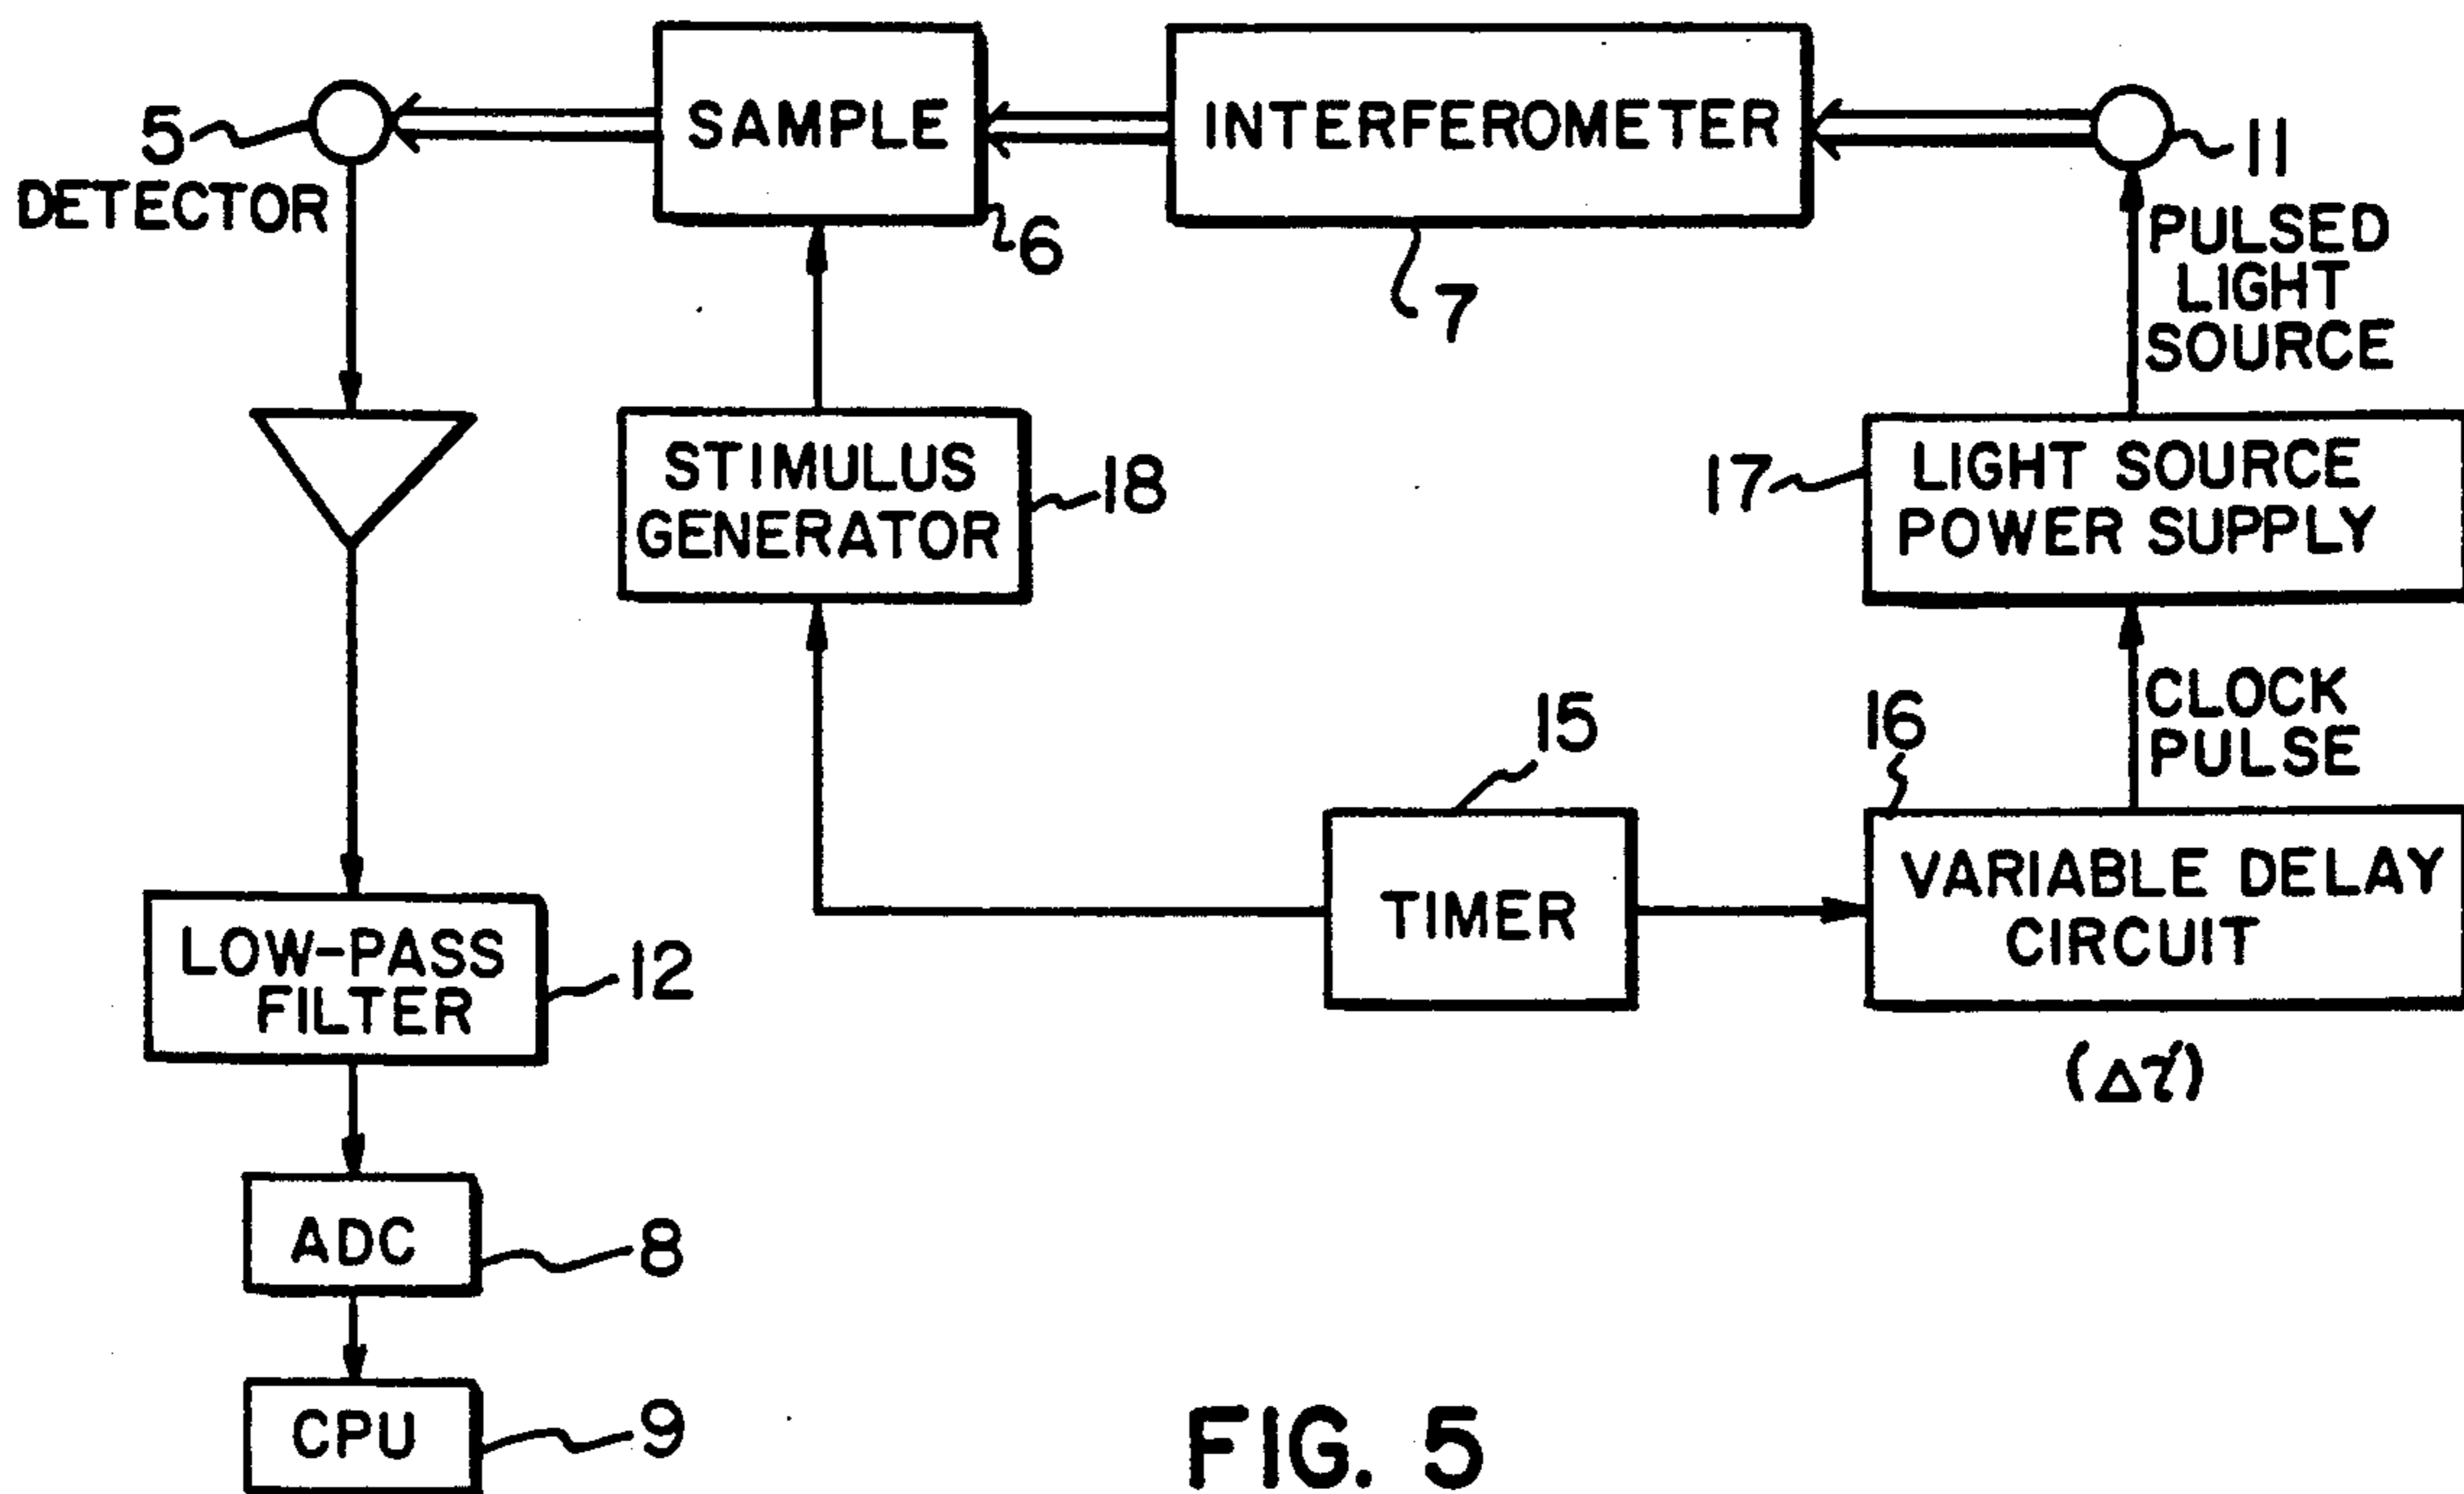 5
DETECTOR
SAMPLE
6
INTERFEROMETER
7
11
PULSED
LIGHT
SOURCE
STIMULUS
GENERATOR
18
17
LIGHT SOURCE
POWER SUPPLY
CLOCK
PULSE
15
16
TIMER
VARIABLE DELAY
CIRCUIT
(Δτ)
LOW-PASS
FILTER
12
ADC
8
CPU
9
FIG. 5